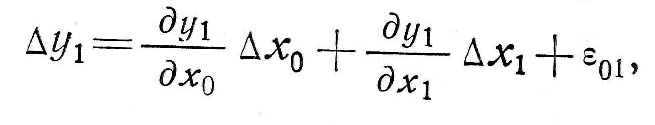 Δy₁ = ∂y₁/∂x₀ Δx₀ + ∂y₁/∂x₁ Δx₁ + ε₀₁,